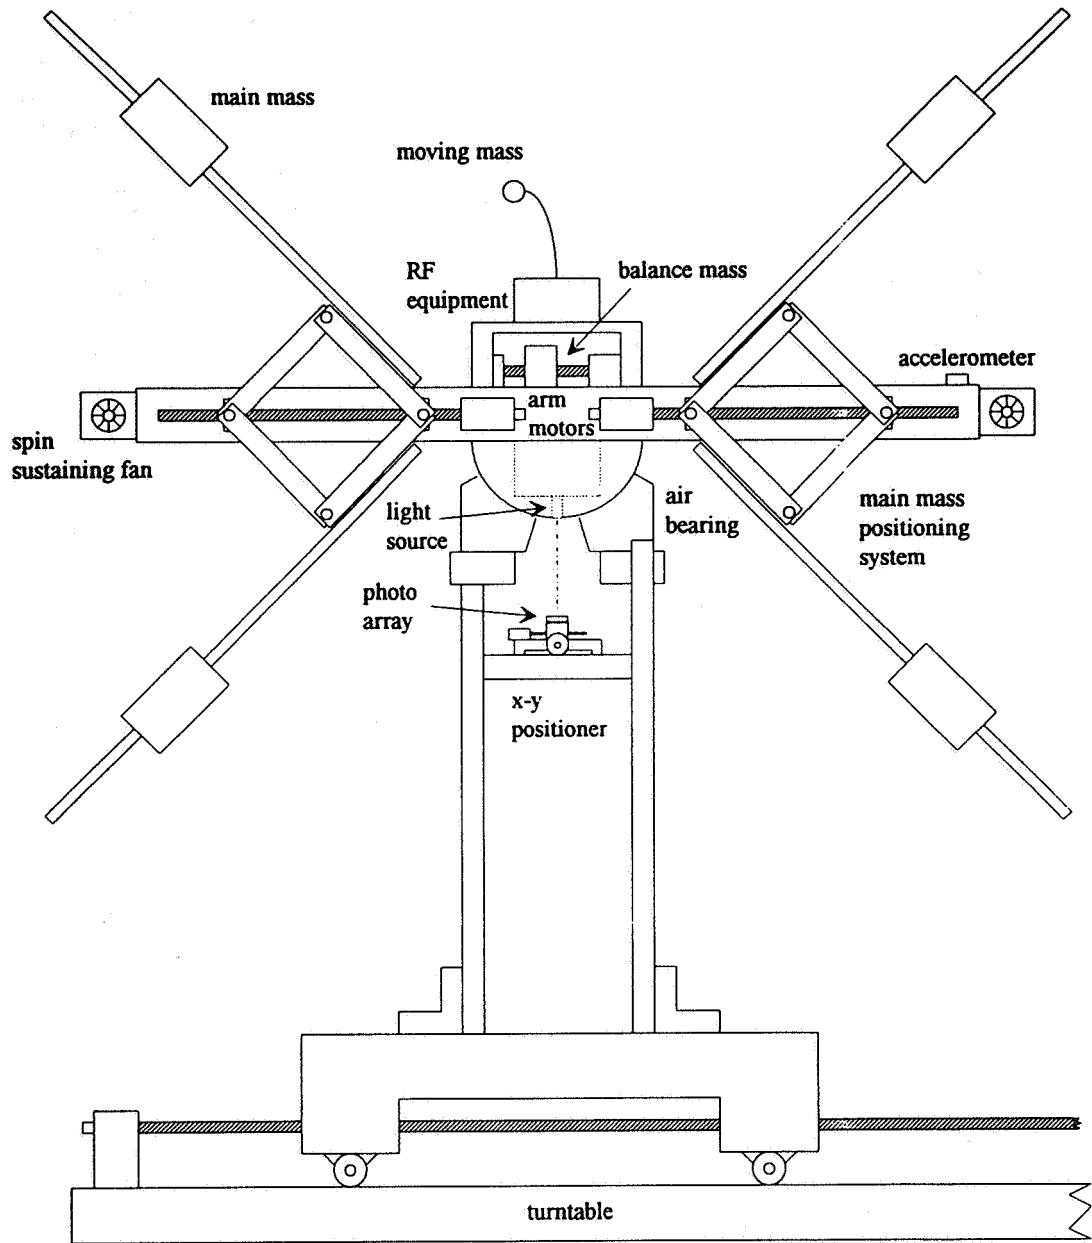 main mass
moving mass
RF
equipment
balance mass
accelerometer
arm
motors
spin
sustaining fan
light
source
air
bearing
main mass
positioning
system
photo
array
x-y
positioner
turntable